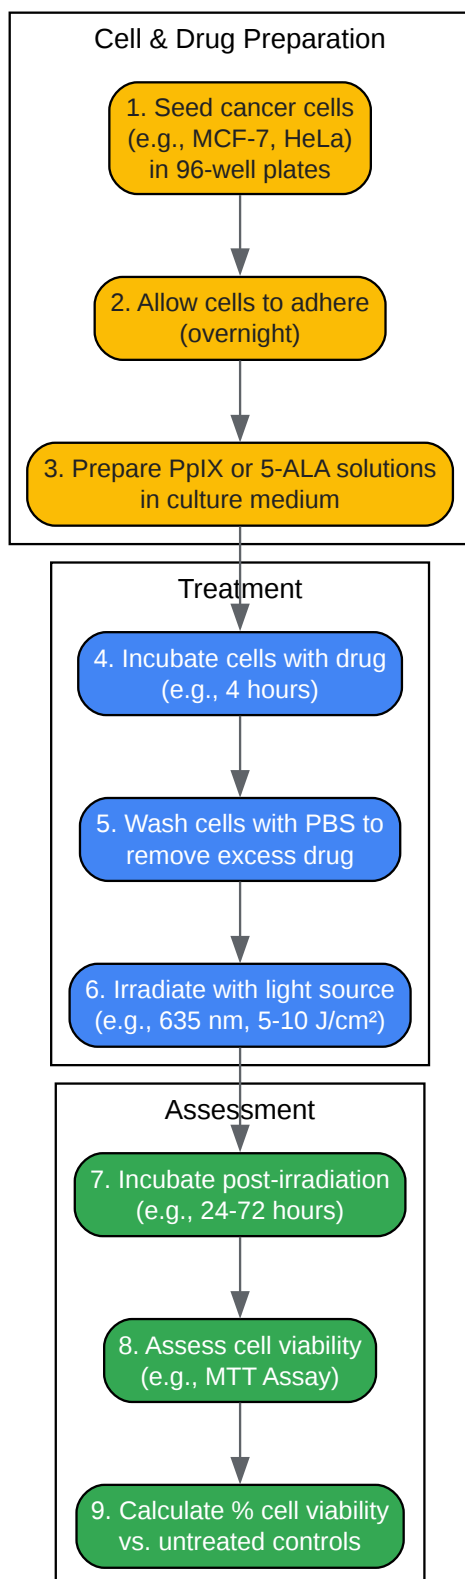 Cell & Drug Preparation
1. Seed cancer cells
(e.g., MCF-7, HeLa)
in 96-well plates
2. Allow cells to adhere
(overnight)
3. Prepare PpIX or 5-ALA solutions
in culture medium
Treatment
4. Incubate cells with drug
(e.g., 4 hours)
5. Wash cells with PBS to
remove excess drug
6. Irradiate with light source
(e.g., 635 nm, 5-10 J/cm²)
Assessment
7. Incubate post-irradiation
(e.g., 24-72 hours)
8. Assess cell viability
(e.g., MTT Assay)
9. Calculate % cell viability
vs. untreated controls